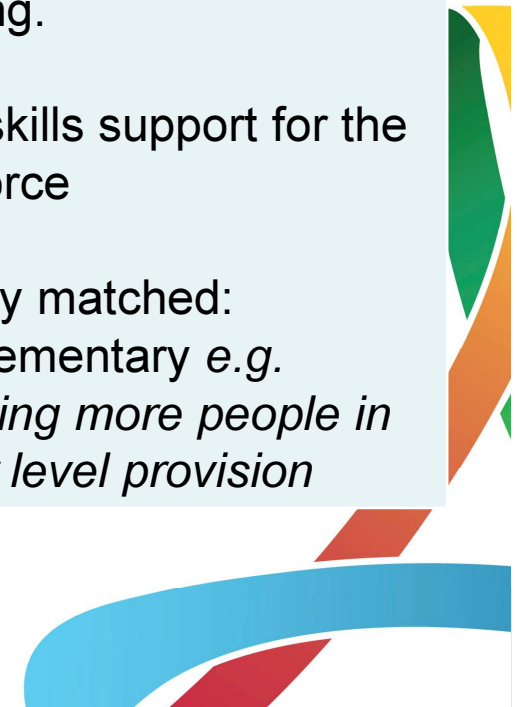 ng.
skills support for the
orce
y matched:
ementary e.g.
ing more people in
level provision